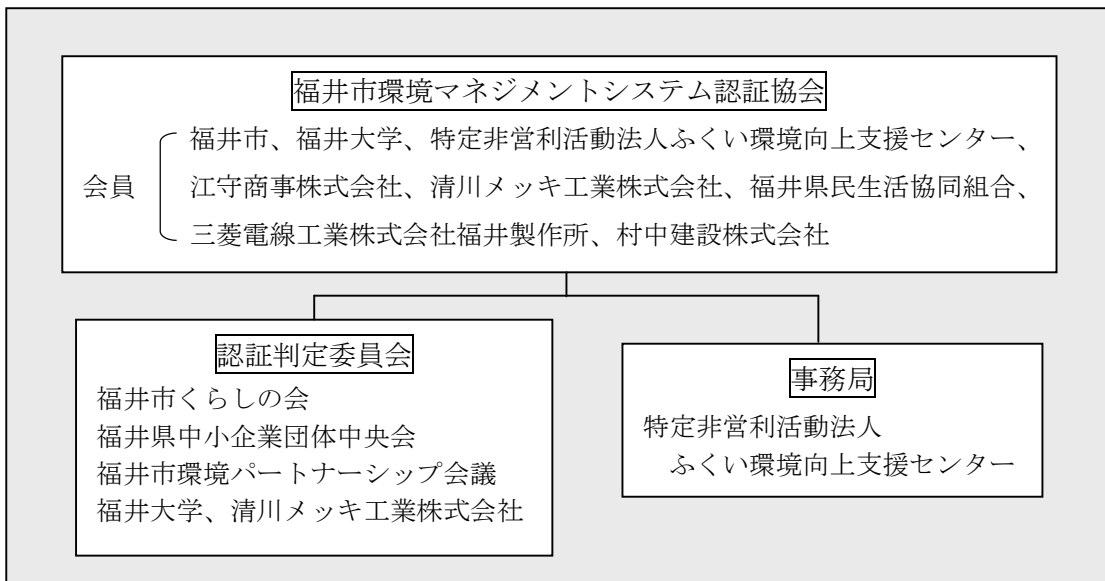 福井市環境マネジメントシステム認証協会
会員
福井市、福井大学、特定非営利活動法人ふくい環境向上支援センター、
江守商事株式会社、清川メッキ工業株式会社、福井県民生活協同組合、
三菱電線工業株式会社福井製作所、村中建設株式会社
認証判定委員会
福井市くらしの会
福井県中小企業団体中央会
福井市環境パートナーシップ会議
福井大学、清川メッキ工業株式会社
事務局
特定非営利活動法人
ふくい環境向上支援センター